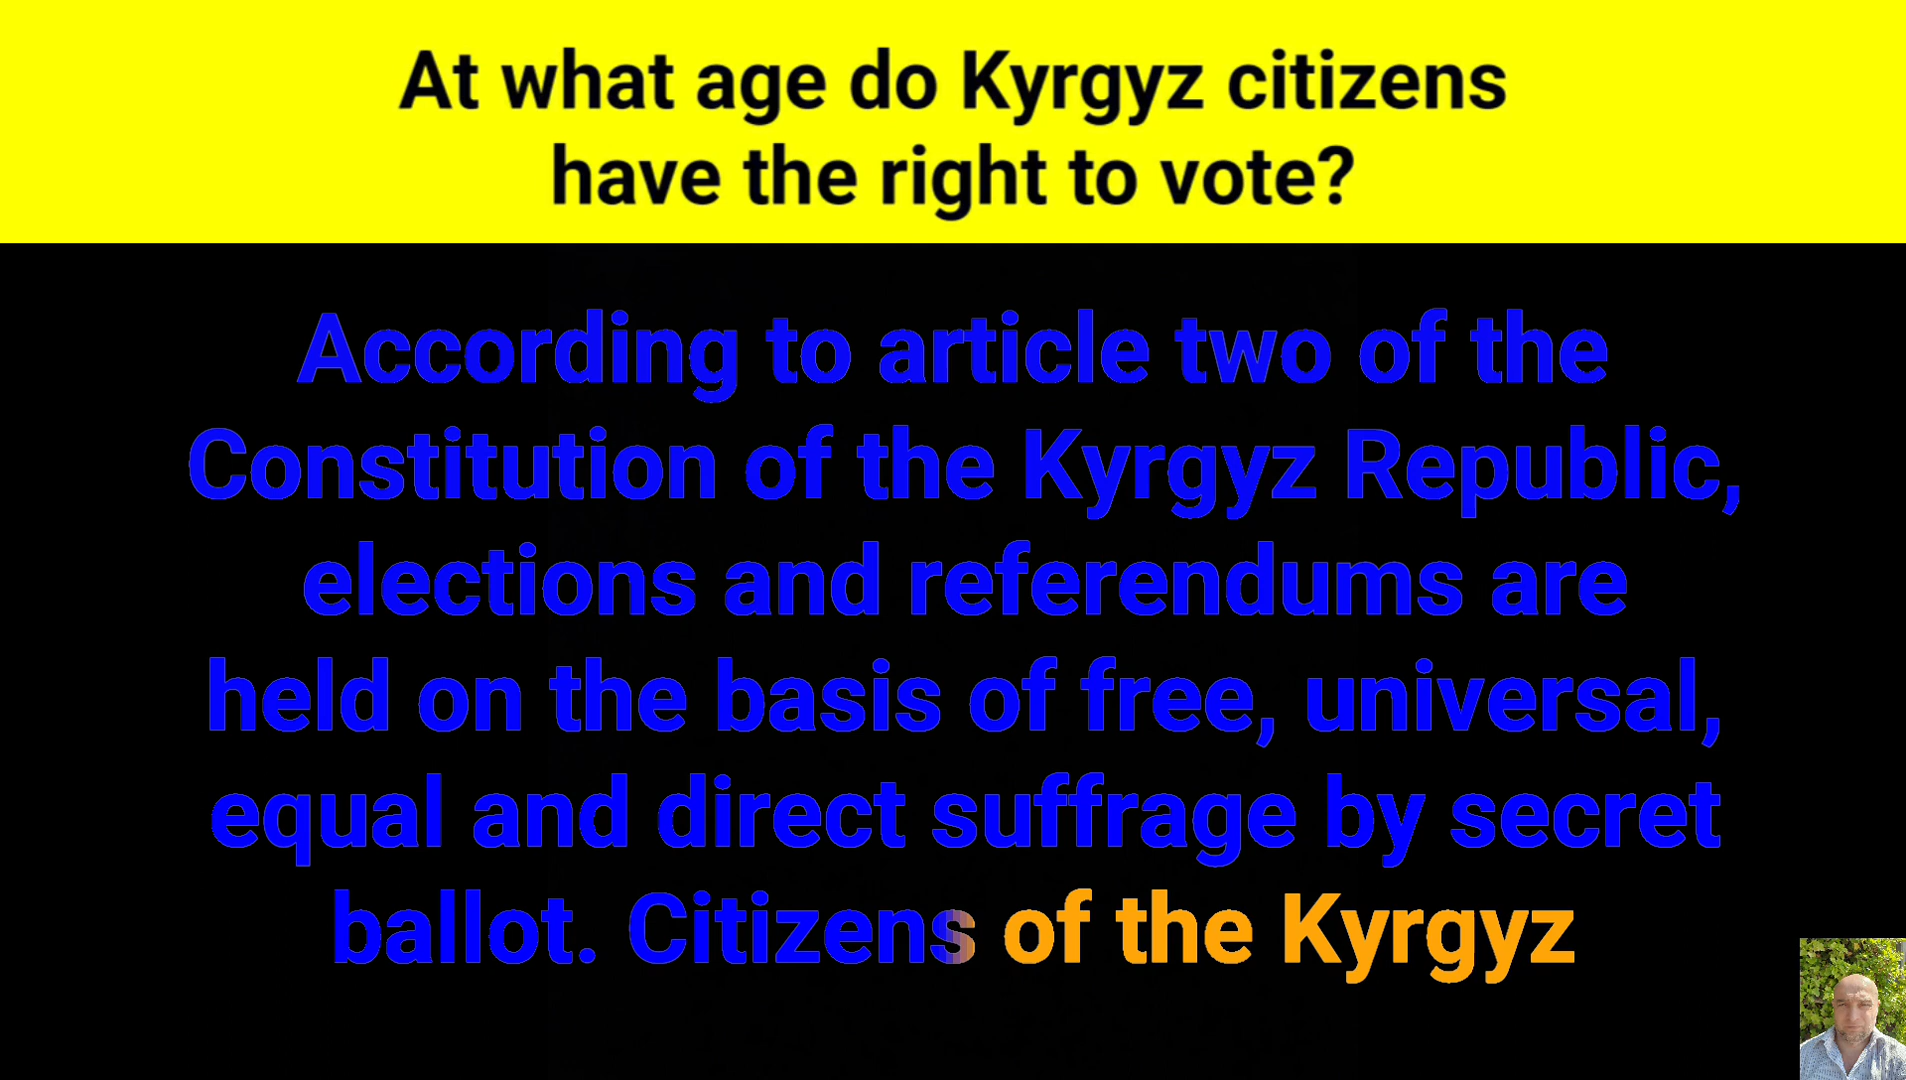 At what age do Kyrgyz citizens
have the right to vote?
According to article two of the
Constitution of the Kyrgyz Republic,
elections and referendums are
held on the basis of free, universal,
equal and direct suffrage by secret
ballot. Citizens of the Kyrgyz